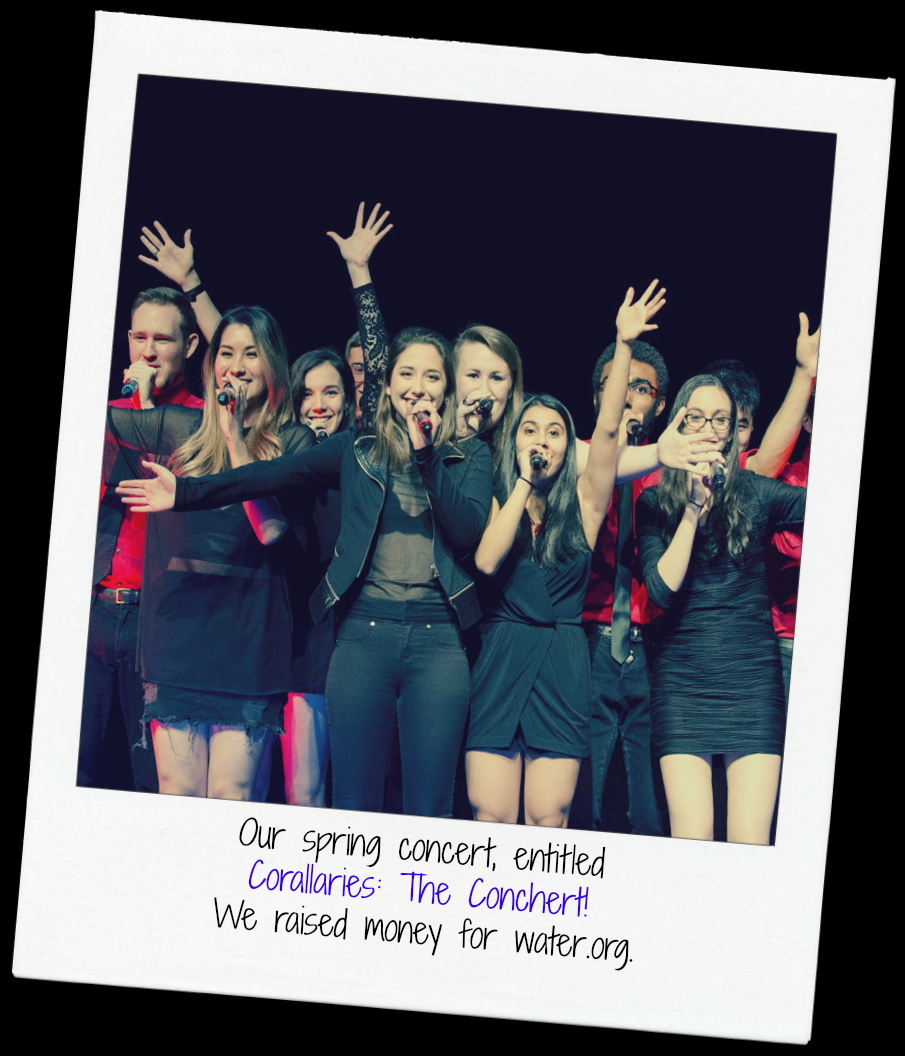 Our spring concert, entitled
Corallaries: The Conchert!
We raised money for water.org.